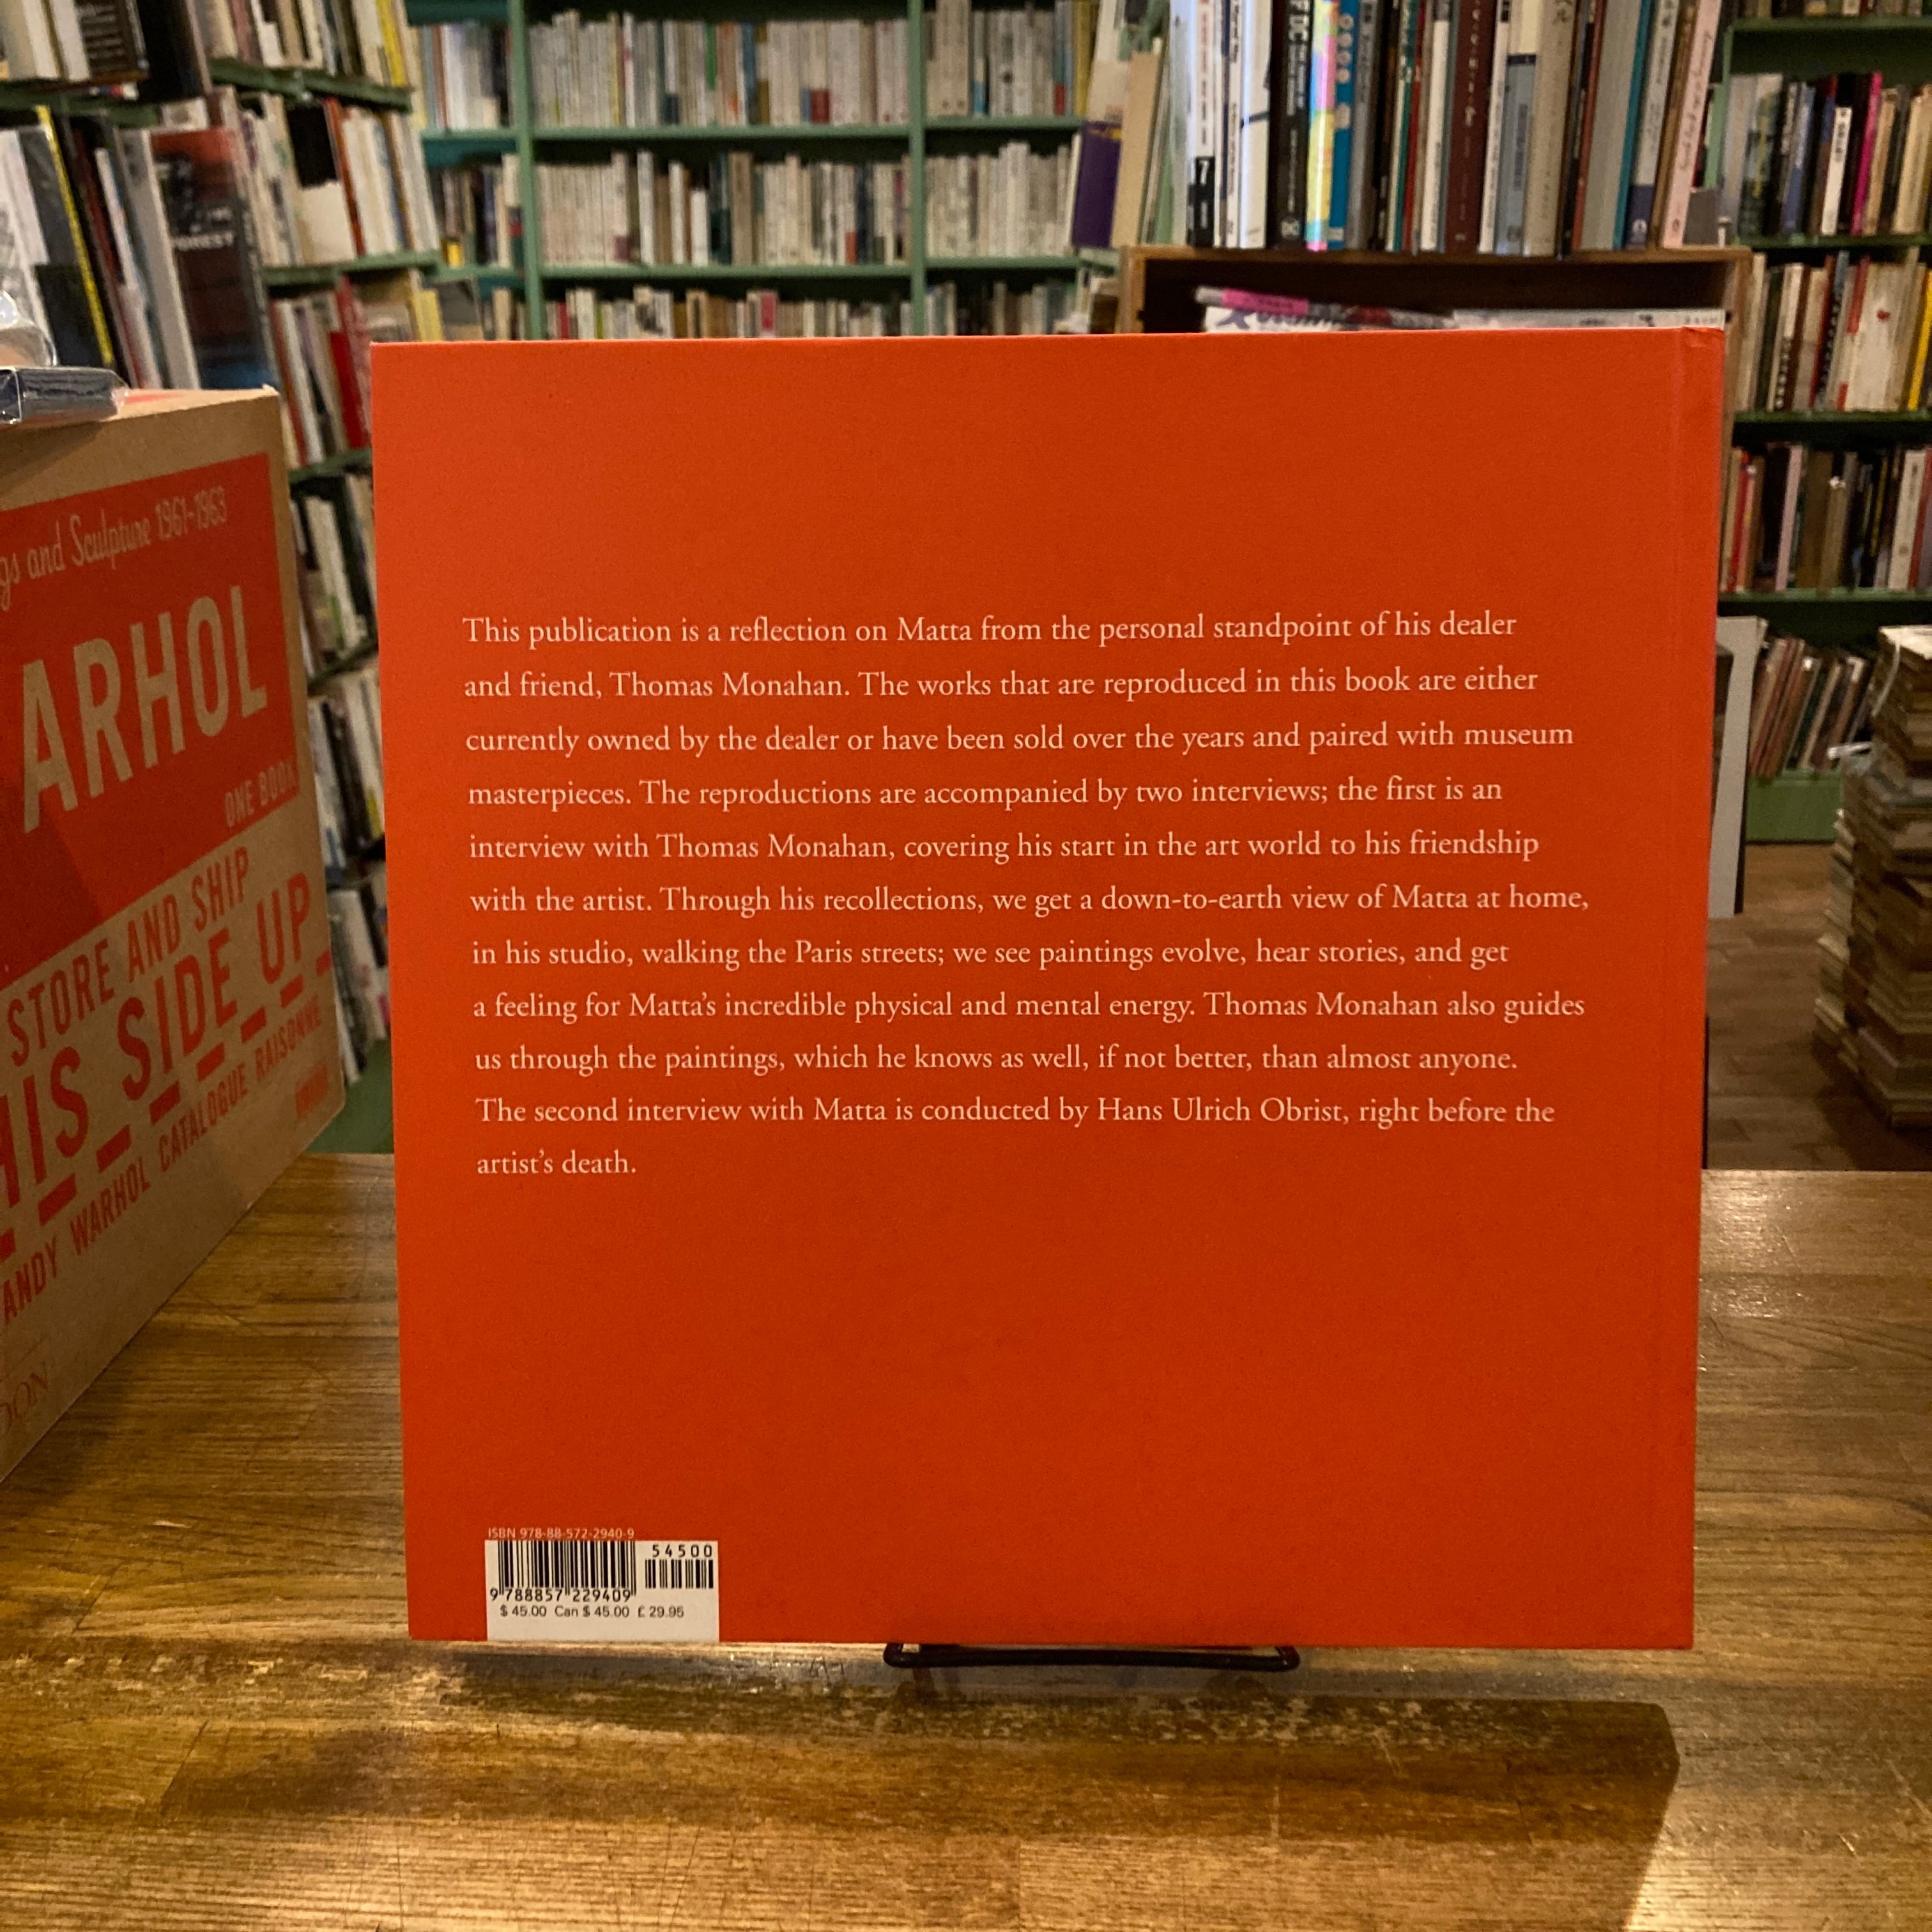 This publication is a reflection on Matta from the personal standpoint of his dealer
and friend, Thomas Monahan. The works that are reproduced in this book are either
currently owned by the dealer or have been sold over the years and paired with museum
masterpieces. The reproductions are accompanied by two interviews; the first is an
interview with Thomas Monahan, covering his start in the art world to his friendship
with the artist. Through his recollections, we get a down-to-earth view of Matta at home,
in his studio, walking the Paris streets; we see paintings evolve, hear stories, and get
a feeling for Matta's incredible physical and mental energy. Thomas Monahan also guides
us through the paintings, which he knows as well, if not better, than almost anyone.
The second interview with Matta is conducted by Hans Ulrich Obrist, right before the
artist's death.
ISBN 978-88-572-2940-9
54500
9 788857 229409
$ 45.00 Can $ 45.00 £ 29.95
gs and Sculpture 1961-1963
ARHOL
ONE BOOK
STORE AND SHIP
HIS SIDE UP
ANDY WARHOL CATALOGUE RAISONNE
DON
FOREST